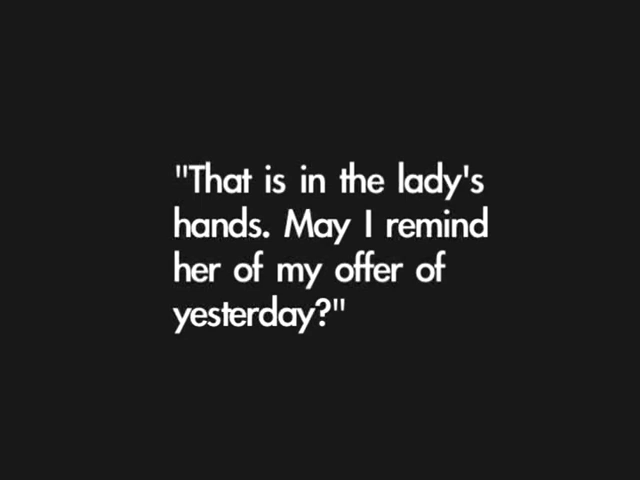 "That is in the lady's
hands. May I remind
her of my offer of
yesterday?"